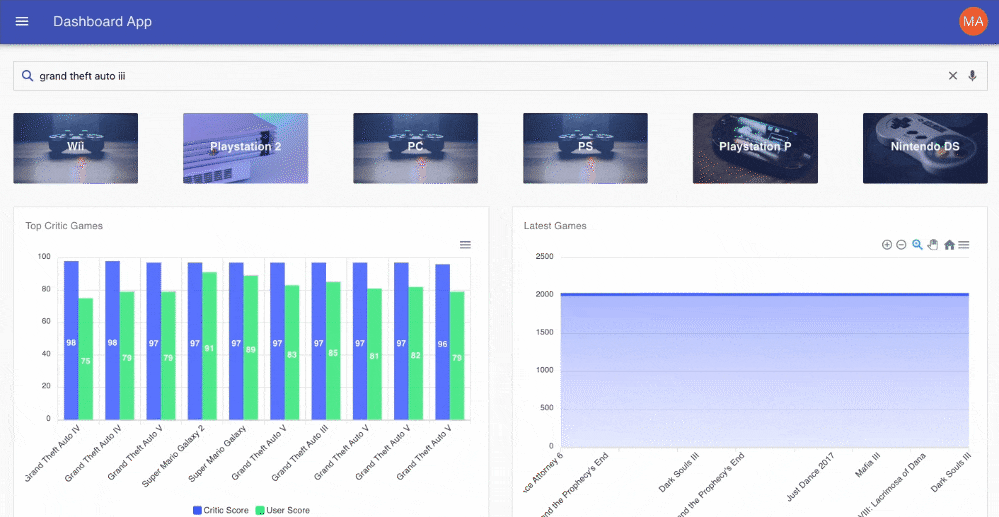 Dashboard App
MA
grand theft auto iii
Wii
Playstation 2
PC
PS
Playstation P
Nintendo DS
Top Critic Games
100
80
60
40
20
0
98
75
98
79
97
79
97
91
97
89
97
83
97
85
97
81
97
82
96
79
Grand Theft Auto IV
Grand Theft Auto IV
Grand Theft Auto V
Super Mario Galaxy 2
Super Mario Galaxy
Grand Theft Auto V
Grand Theft Auto III
Grand Theft Auto V
Grand Theft Auto V
Grand Theft Auto V
Critic Score
User Score
Latest Games
2500
2000
1500
1000
500
0
ce Attorney 6
nd the Prophecy's End
Dark Souls III
nd the Prophecy's End
Just Dance 2017
Mafia III
VIII: Lacrimosa of Dana
Dark Souls III